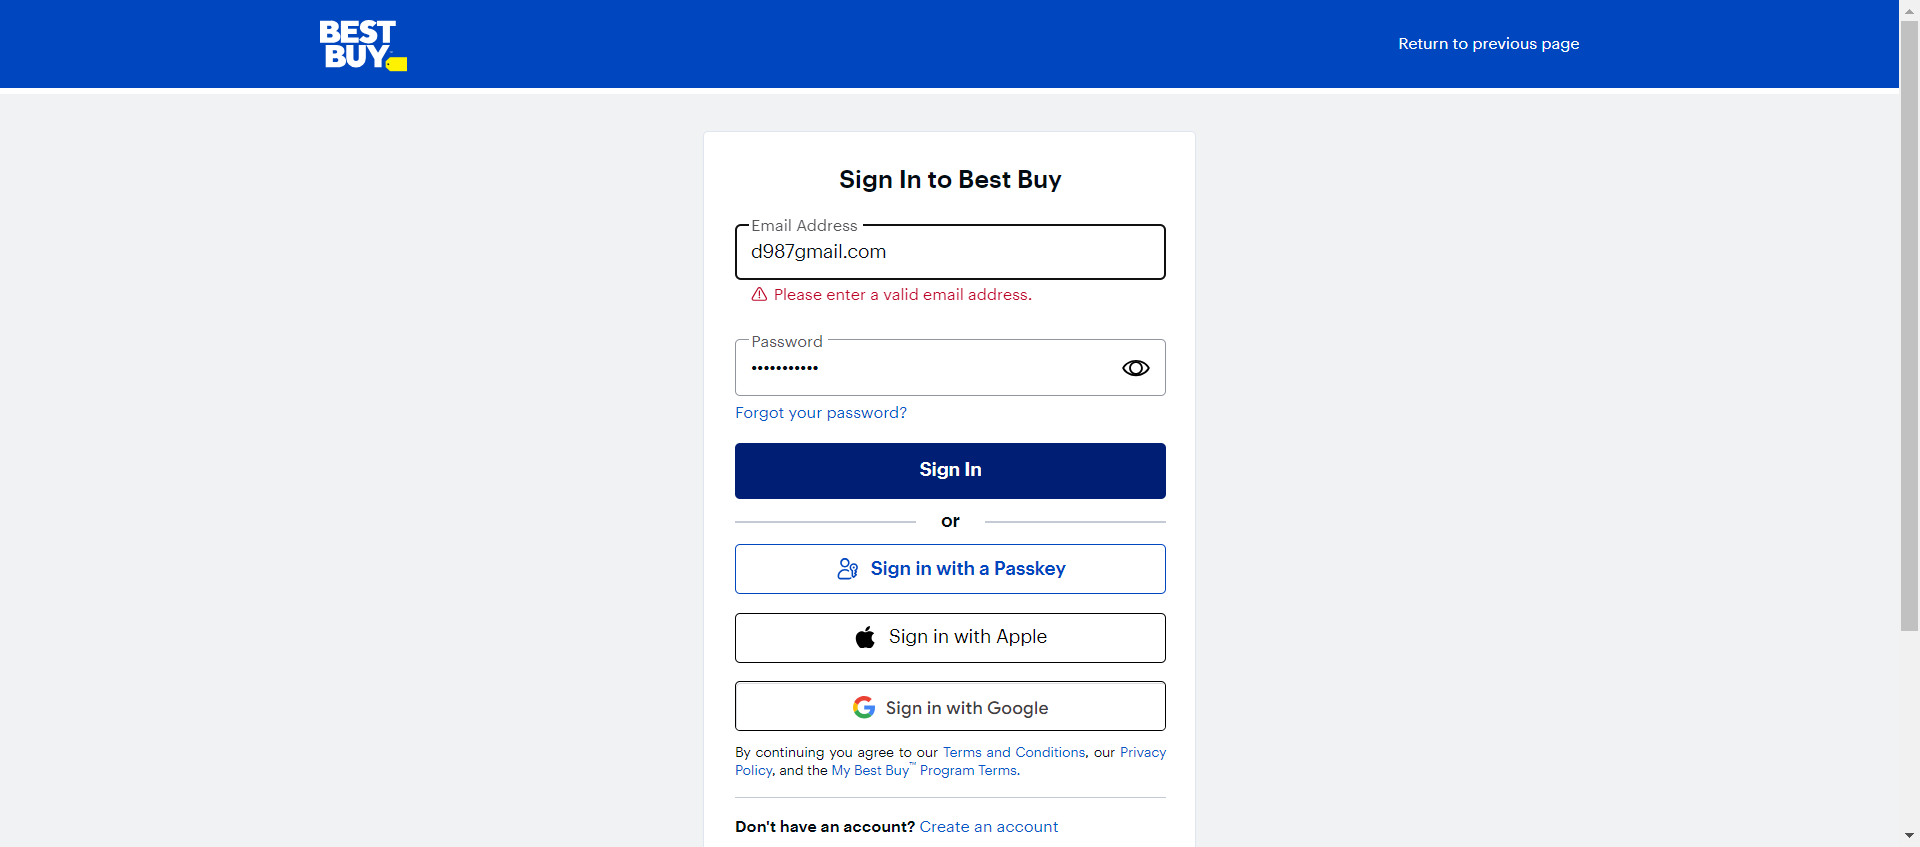 BEST
BUY
Return to previous page
Sign In to Best Buy
Email Address
d987gmail.com
Please enter a valid email address.
Password
•••••••••••
Forgot your password?
Sign In
or
Sign in with a Passkey
Sign in with Apple
Sign in with Google
By continuing you agree to our Terms and Conditions, our Privacy
Policy, and the My Best Buy™ Program Terms.
Don't have an account? Create an account